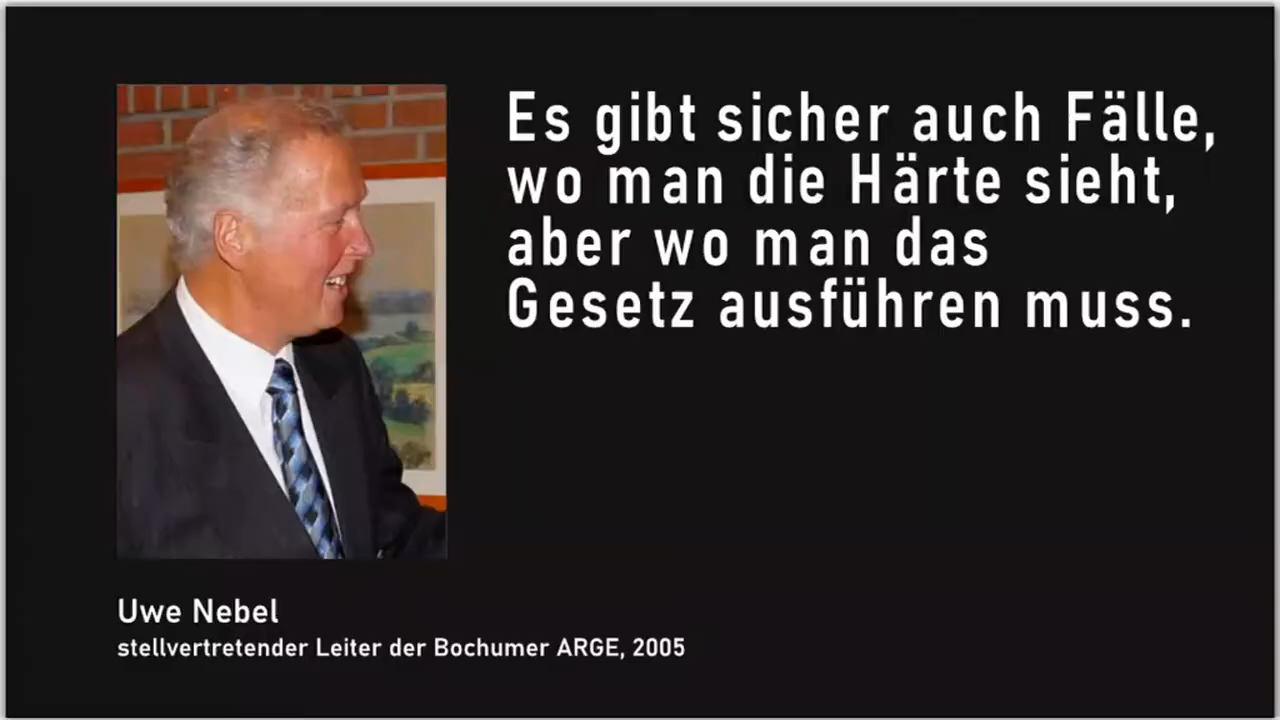 Es gibt sicher auch Fälle,
wo man die Härte sieht,
aber wo man das
Gesetz ausführen muss.
Uwe Nebel
stellvertretender Leiter der Bochumer ARGE, 2005